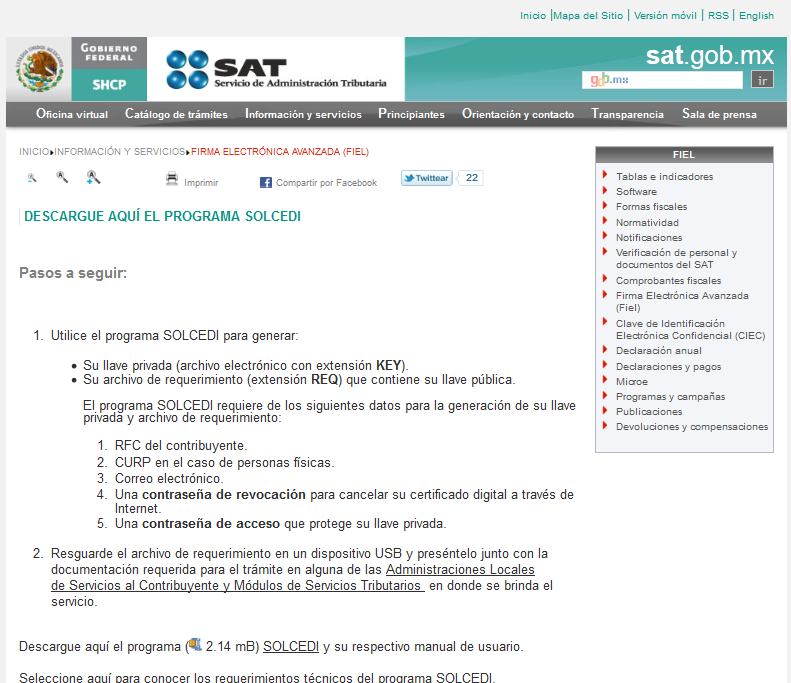 Inicio |Mapa del Sitio | Versión móvil | RSS | English
GOBIERNO
FEDERAL
SHCP
SAT
Servicio de Administración Tributaria
sat.gob.mx
gob.mx
ir
Oficina virtual Catálogo de trámites Información y servicios Principiantes Orientación y contacto Transparencia Sala de prensa
INICIO▸INFORMACIÓN Y SERVICIOS▸FIRMA ELECTRÓNICA AVANZADA (FIEL)
Imprimir Compartir por Facebook Twittear 22
DESCARGUE AQUÍ EL PROGRAMA SOLCEDI
Pasos a seguir:
1. Utilice el programa SOLCEDI para generar:
• Su llave privada (archivo electrónico con extensión KEY).
• Su archivo de requerimiento (extensión REQ) que contiene su llave pública.
El programa SOLCEDI requiere de los siguientes datos para la generación de su llave
privada y archivo de requerimiento:
1. RFC del contribuyente.
2. CURP en el caso de personas físicas.
3. Correo electrónico.
4. Una contraseña de revocación para cancelar su certificado digital a través de
Internet.
5. Una contraseña de acceso que protege su llave privada.
2. Resguarde el archivo de requerimiento en un dispositivo USB y preséntelo junto con la
documentación requerida para el trámite en alguna de las Administraciones Locales
de Servicios al Contribuyente y Módulos de Servicios Tributarios en donde se brinda el
servicio.
Descargue aquí el programa ( 2.14 mB) SOLCEDI y su respectivo manual de usuario.
Seleccione aquí para conocer los requerimientos técnicos del programa SOLCEDI.
FIEL
Tablas e indicadores
Software
Formas fiscales
Normatividad
Notificaciones
Verificación de personal y
documentos del SAT
Comprobantes fiscales
Firma Electrónica Avanzada
(Fiel)
Clave de Identificación
Electrónica Confidencial (CIEC)
Declaración anual
Declaraciones y pagos
Microe
Programas y campañas
Publicaciones
Devoluciones y compensaciones